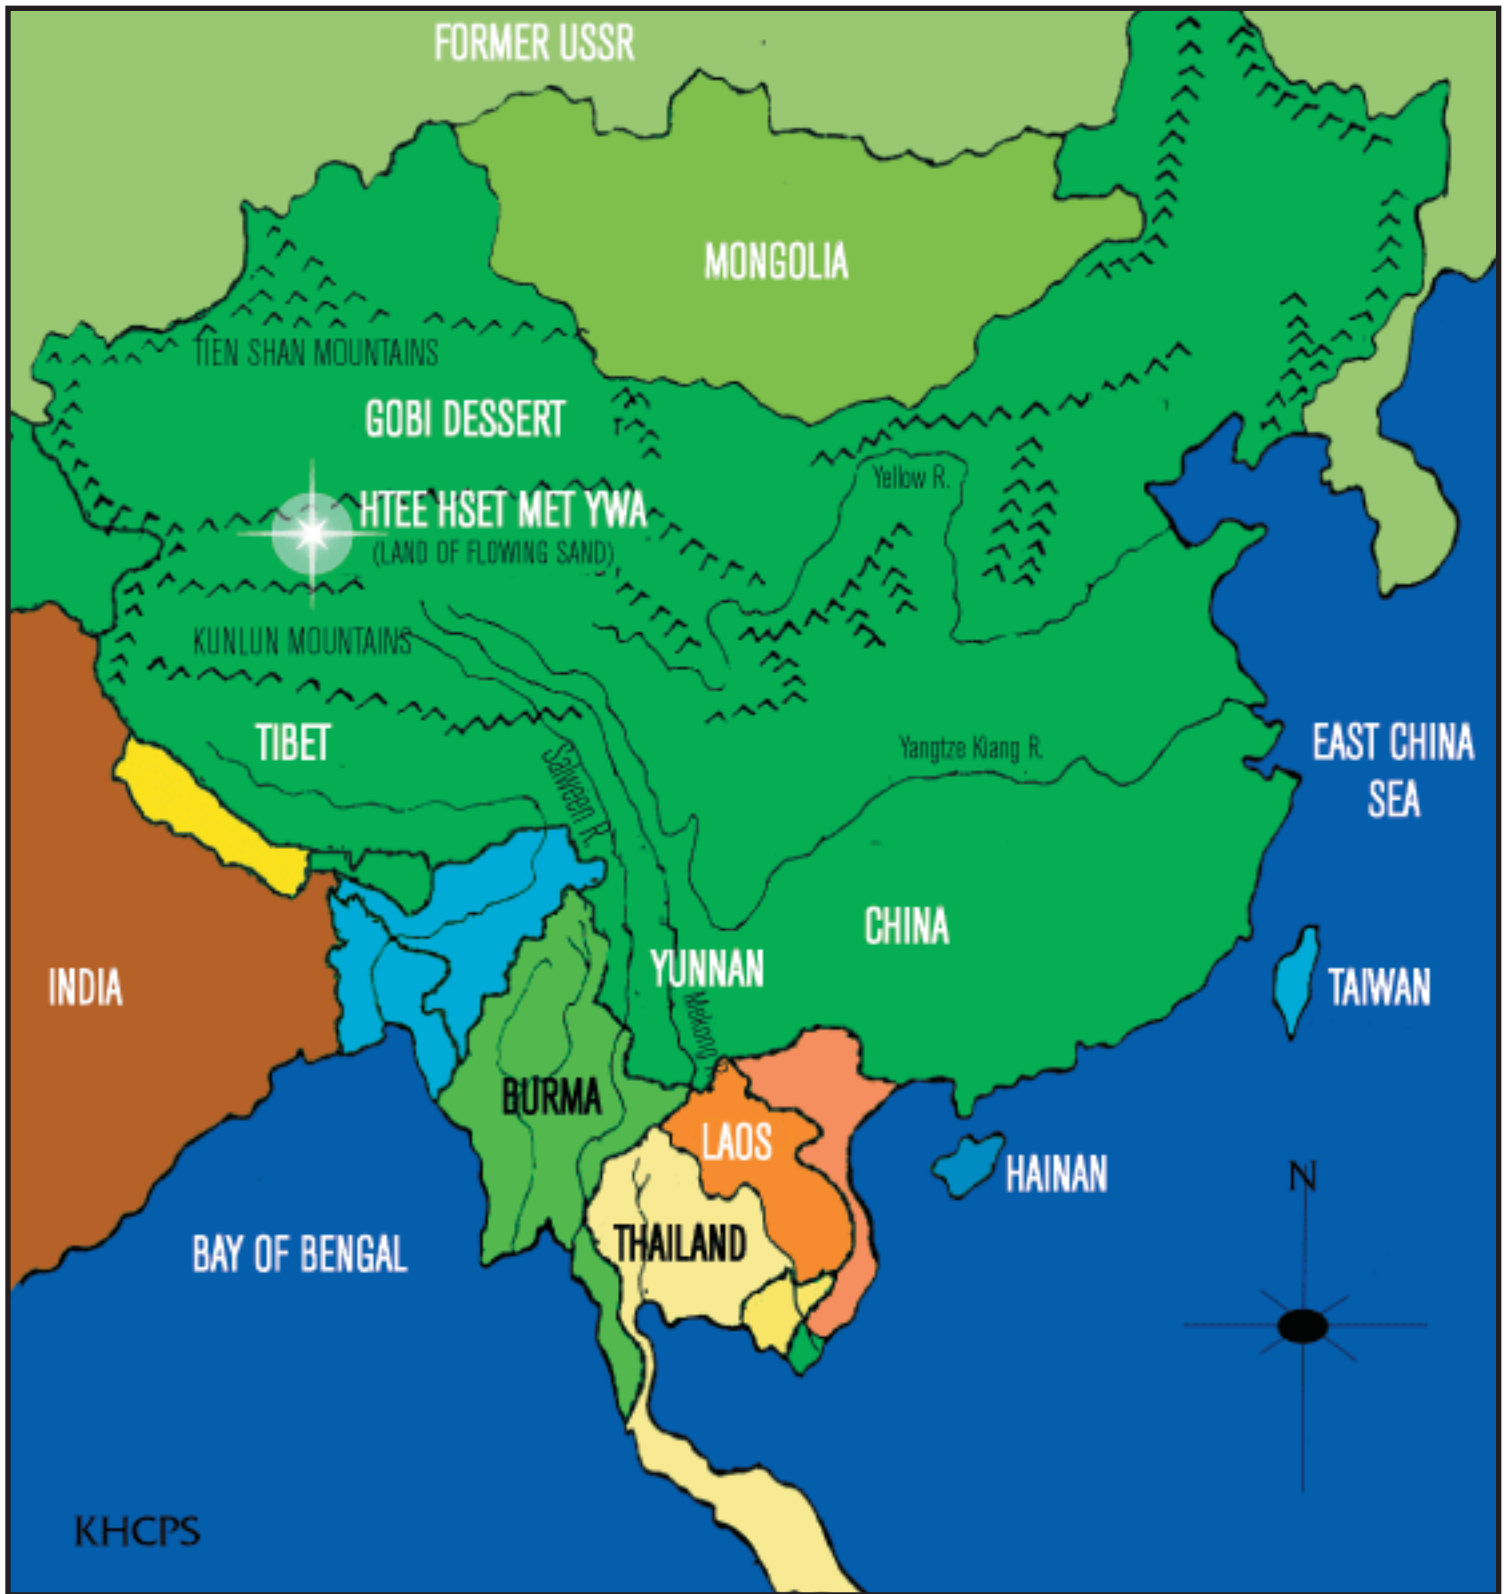 FORMER USSR
MONGOLIA
TIEN SHAN MOUNTAINS
GOBI DESSERT
Yellow R.
HTEE HSET MET YWA
(LAND OF FLOWING SAND)
KUNLUN MOUNTAINS
TIBET
Salween R.
Yangtze Kiang R.
EAST CHINA
SEA
CHINA
YUNNAN
INDIA
TAIWAN
Mekong
BURMA
LAOS
HAINAN
N
THAILAND
BAY OF BENGAL
KHCPS